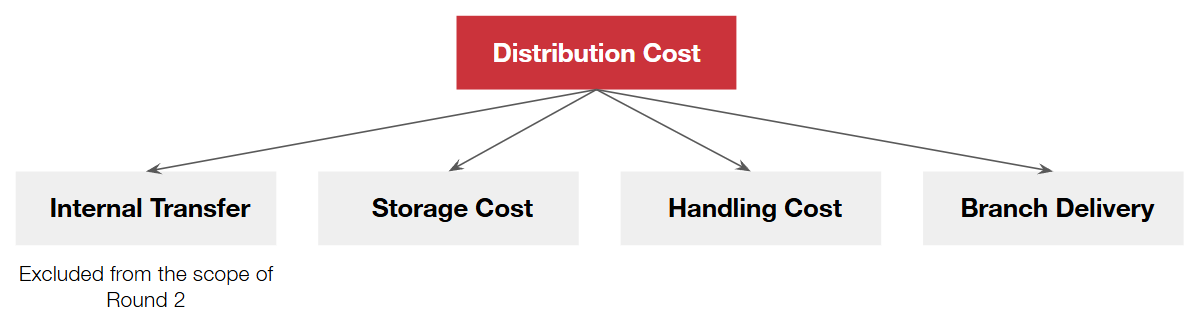 Distribution Cost
Internal Transfer
Storage Cost
Handling Cost
Branch Delivery
Excluded from the scope of
Round 2